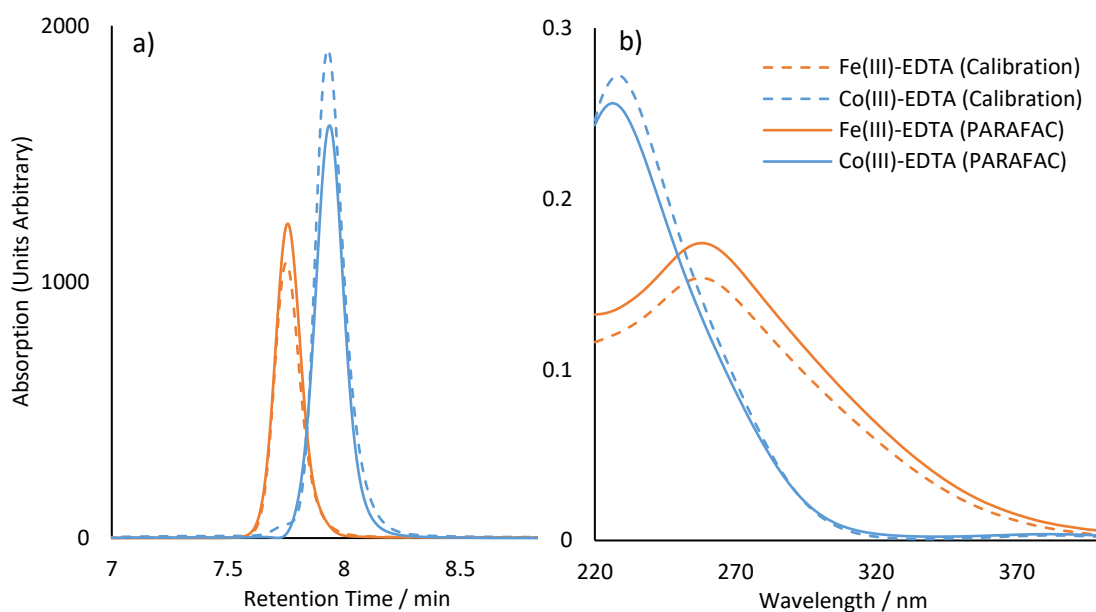 2000
a)
1000
0
7
7.5
8
8.5
Retention Time / min
Absorption (Units Arbitrary)
0.3
b)
Fe(III)-EDTA (Calibration)
Co(III)-EDTA (Calibration)
Fe(III)-EDTA (PARAFAC)
Co(III)-EDTA (PARAFAC)
0.2
0.1
0
220
270
320
370
Wavelength / nm